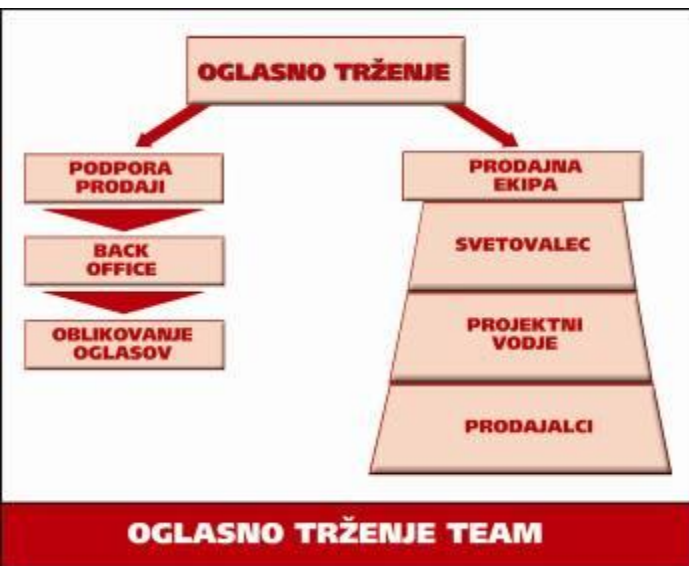 OGLASNO TRŽENJE
PODPORA
PRODAJI
BACK
OFFICE
OBLIKOVANJE
OGLASOV
PRODAJNA
EKIPA
SVETOVALEC
PROJEKTNI
VODJE
PRODAJALCI
OGLASNO TRŽENJE TEAM